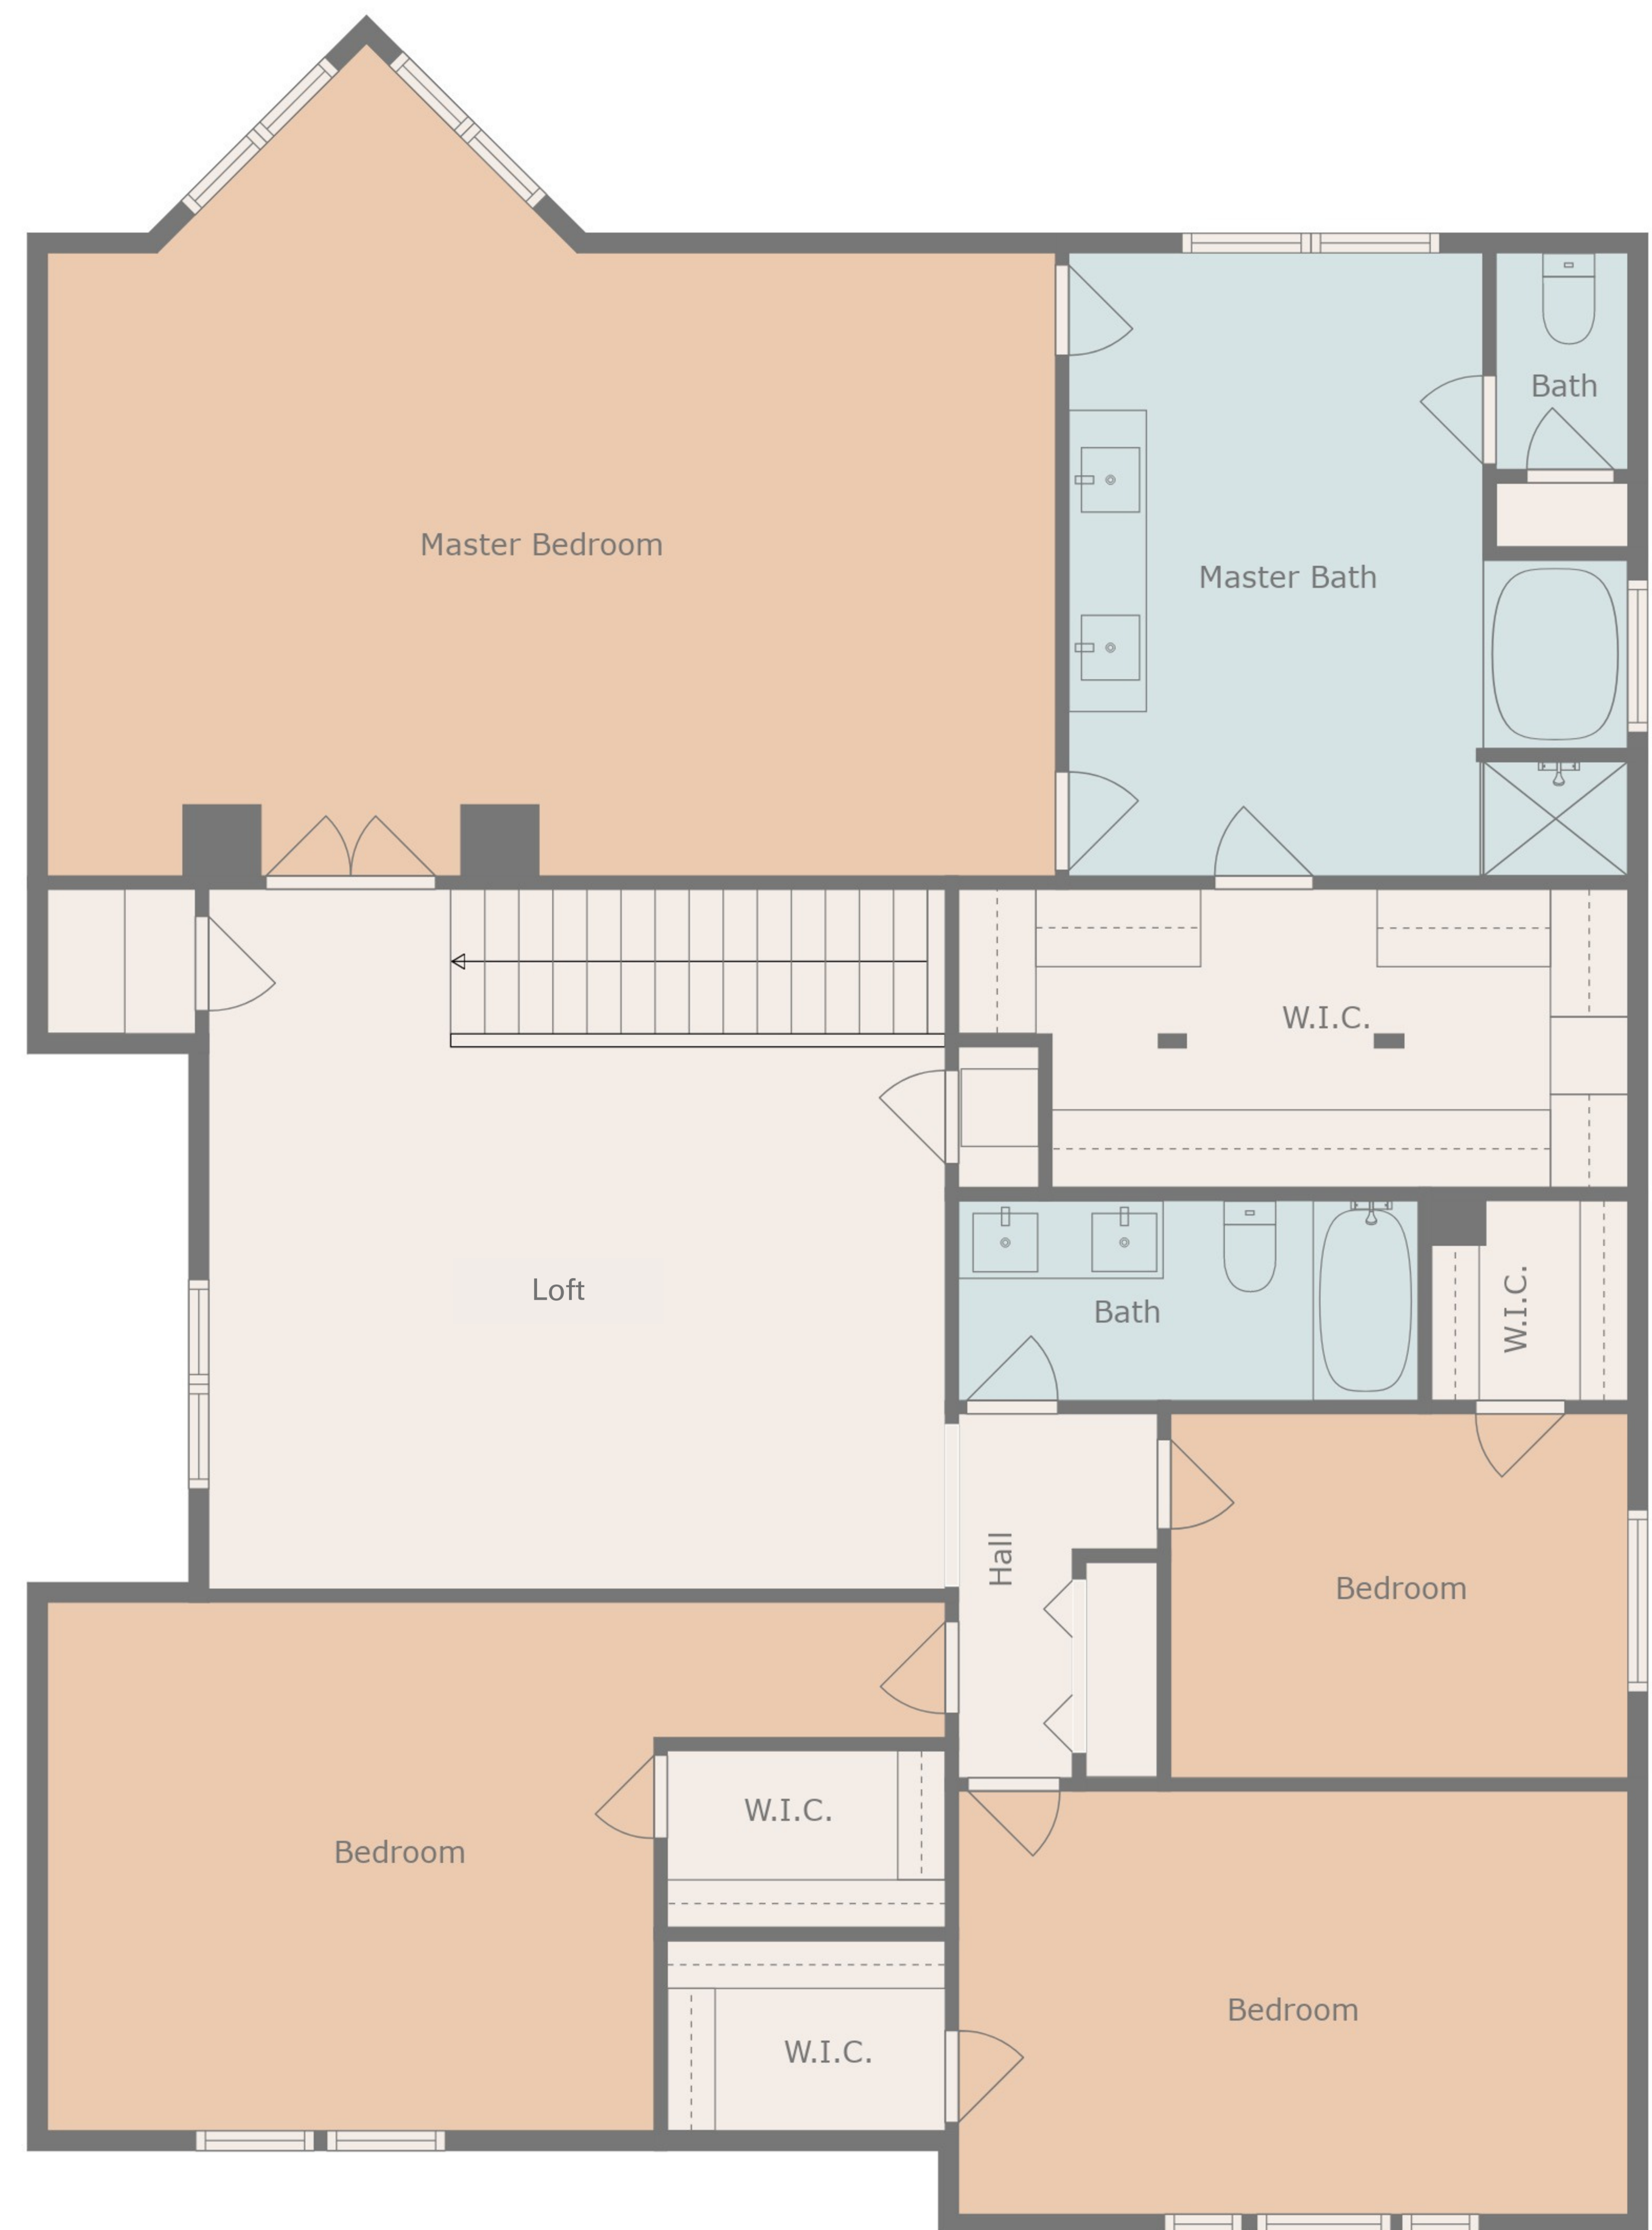 Bath
Master Bedroom
Master Bath
W.I.C.
Loft
Bath
W.I.C.
Hall
Bedroom
W.I.C.
Bedroom
Bedroom
W.I.C.